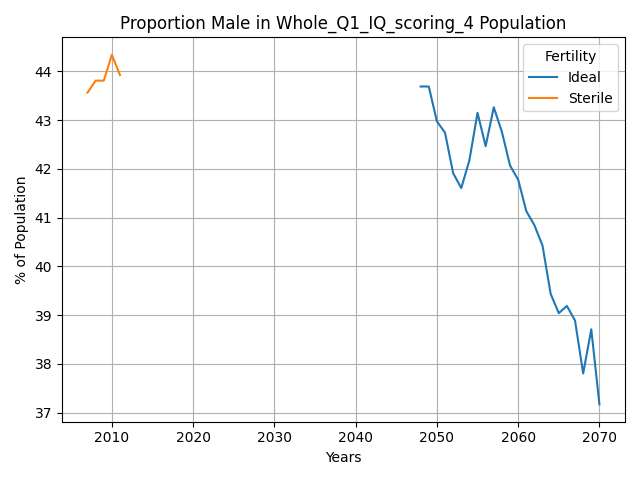 Proportion Male in Whole_Q1_IQ_scoring_4 Population
Fertility
Ideal
Sterile
% of Population
44
43
42
41
40
39
38
37
2010 2020 2030 2040 2050 2060 2070
Years